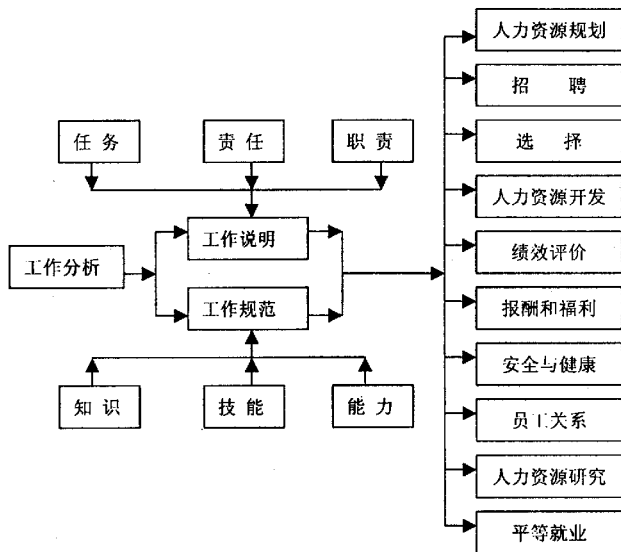 人力资源规划
招 聘
选 择
人力资源开发
绩效评价
报酬和福利
安全与健康
员工关系
人力资源研究
平等就业
任 务
责 任
职 责
工作说明
工作分析
工作规范
知 识
技 能
能 力